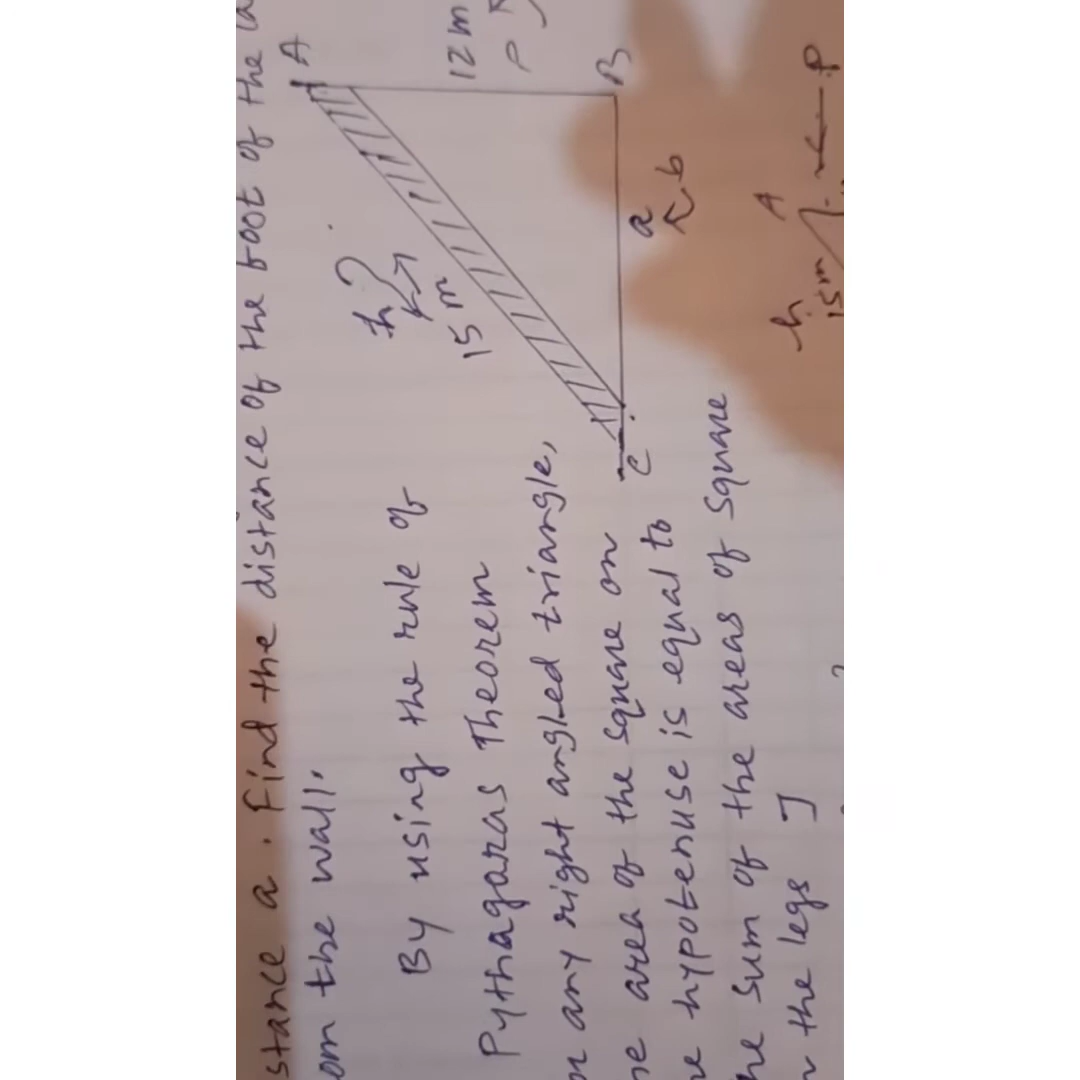 stance a. Find the distance of the foot of the
om the wall.
By using the rule of
Pythagoras Theorem
any right angled triangle,
area of the square on
hypotenuse is equal to
sum of the areas of square
the legs ]
A
12 m
P
B
h
15 m
a
b
C
A
h
15m
P